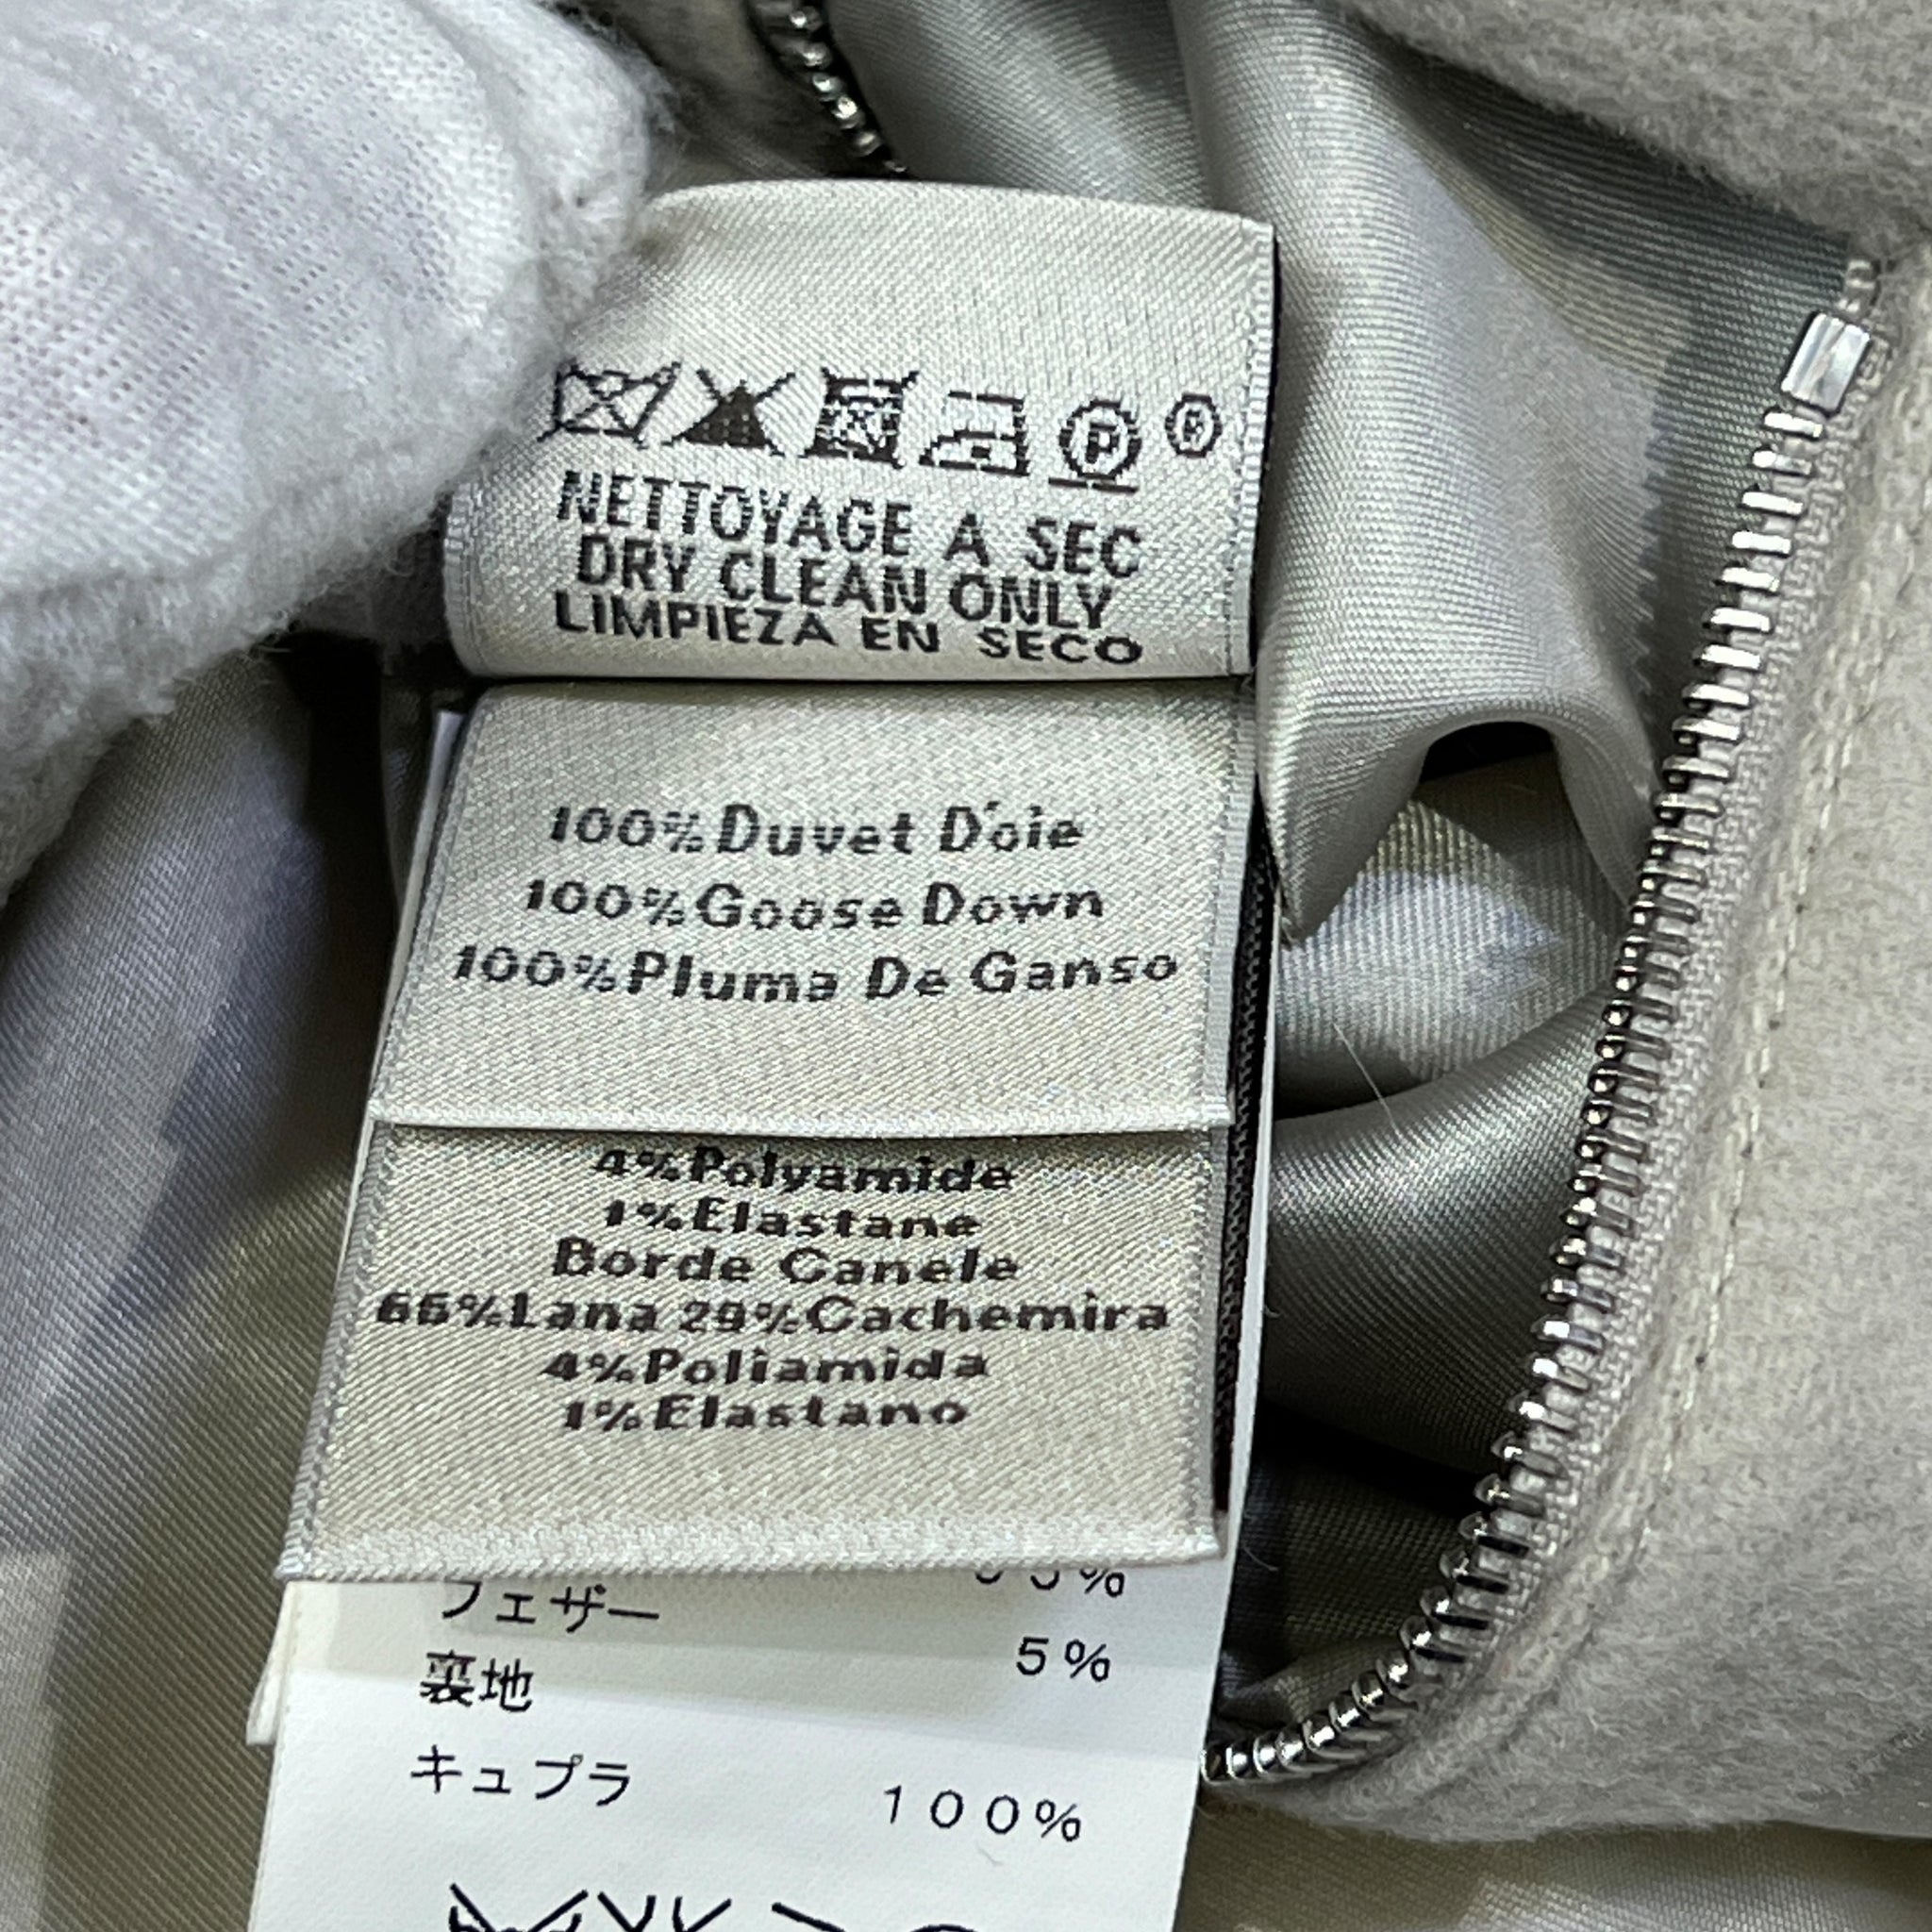 P ®
NETTOYAGE A SEC
DRY CLEAN ONLY
LIMPIEZA EN SECO
100% Duvet D'oie
100% Goose Down
100% Pluma De Ganso
4% Polyamide
1% Elastane
Borde Canele
66% Lana 29% Cachemira
4% Poliamida
1% Elastano
フェザー 5%
裏地
キュプラ 100%